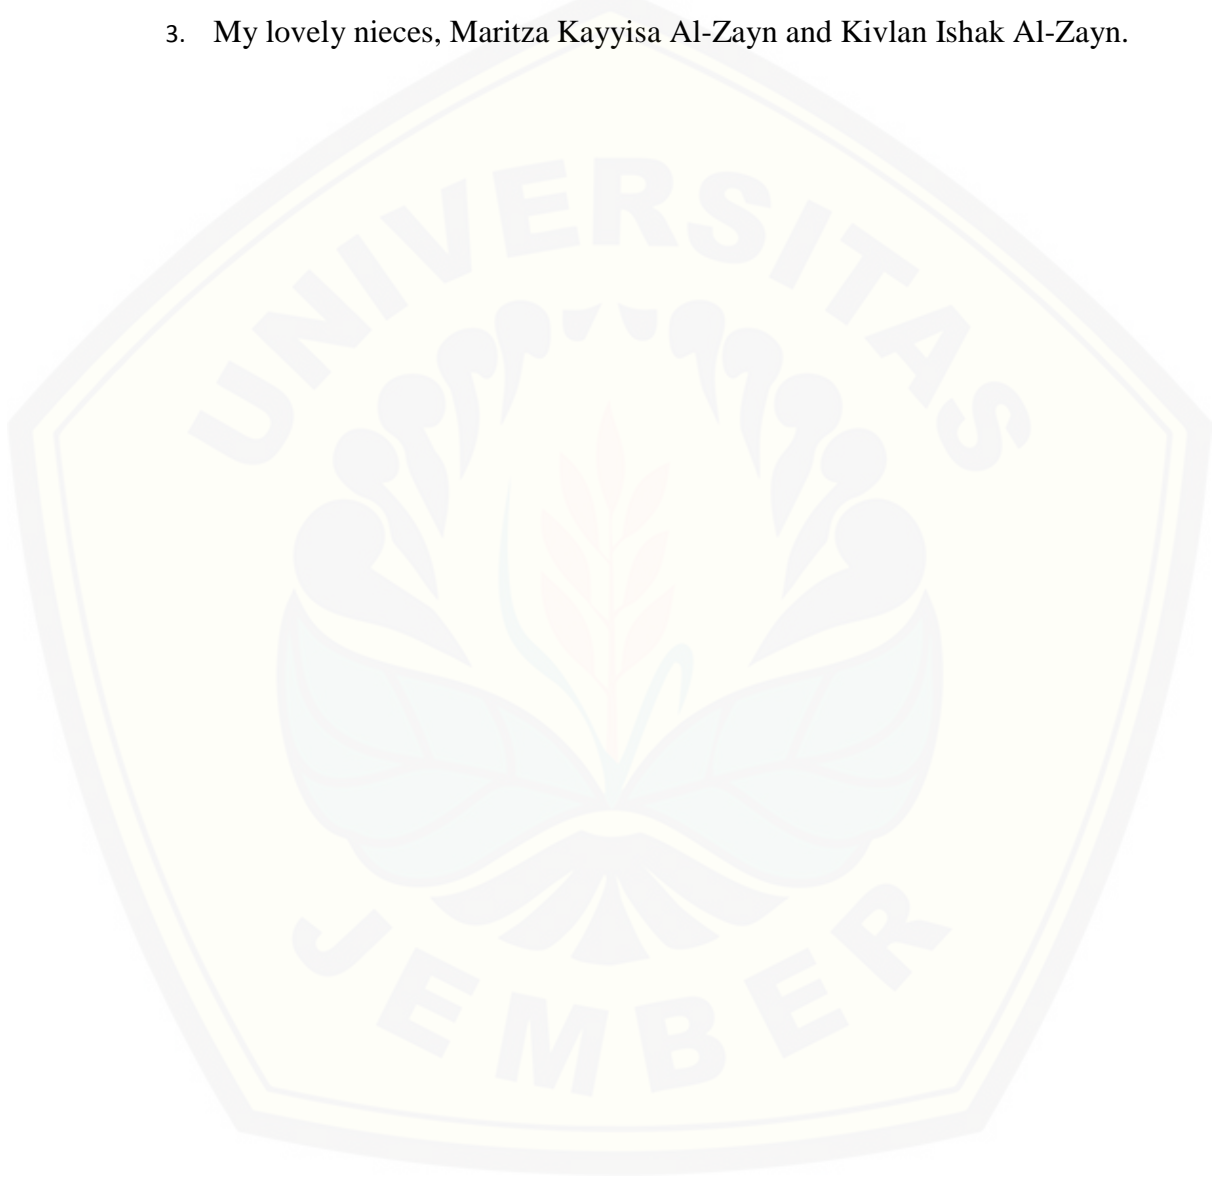 3. My lovely nieces, Maritza Kayyisa Al-Zayn and Kivlan Ishak Al-Zayn.
UNIVERSITAS
JEMBER